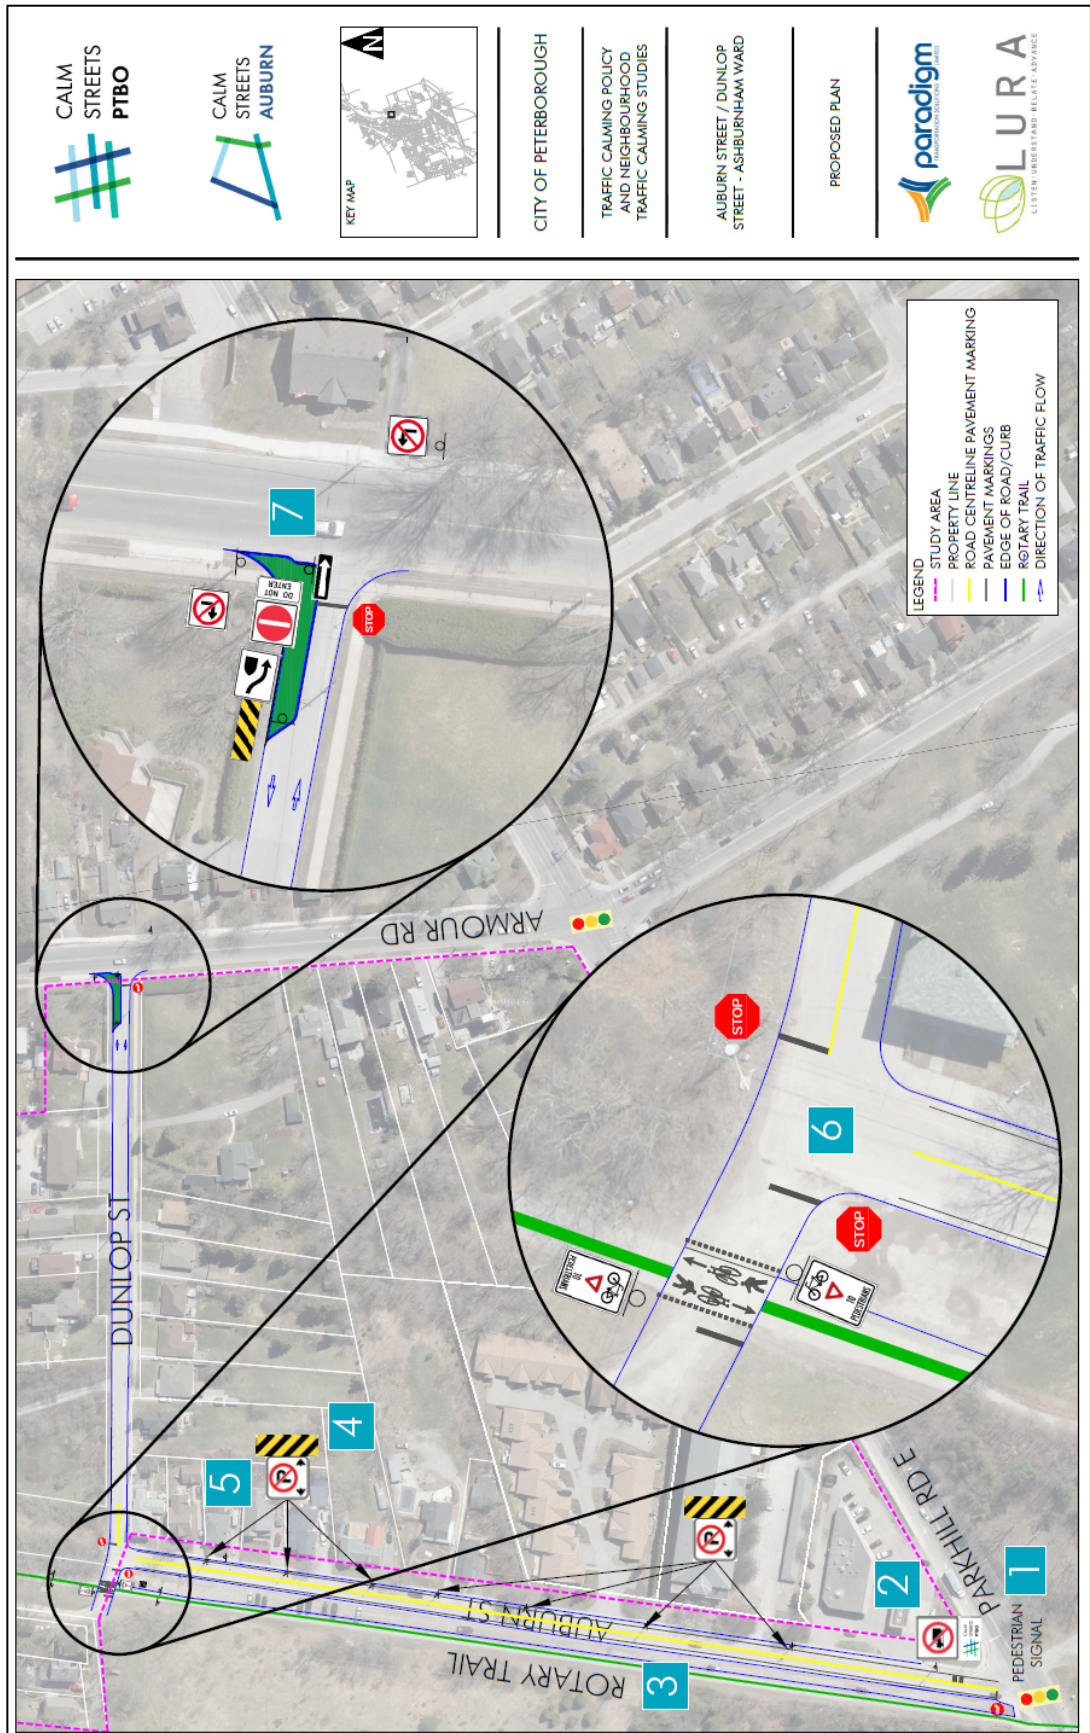 CALM
STREETS
PTBO
CALM
STREETS
AUBURN
KEY MAP
N
CITY OF PETERBOROUGH
TRAFFIC CALMING POLICY
AND NEIGHBOURHOOD
TRAFFIC CALMING STUDIES
AUBURN STREET / DUNLOP
STREET - ASHBURNHAM WARD
PROPOSED PLAN
paradigm
TRANSPORTATION SOLUTIONS LIMITED
LURA
LISTEN·UNDERSTAND·RELATE·ADVANCE
DUNLOP ST
ARMOUR RD
AUBURN ST
ROTARY TRAIL
PARKHILL RD E
PEDESTRIAN
SIGNAL
1
2
3
4
5
6
7
DO NOT
ENTER
STOP
STOP
STOP
TO
PEDESTRIANS
TO
PEDESTRIANS
P
P
LEGEND
STUDY AREA
PROPERTY LINE
ROAD CENTRELINE PAVEMENT MARKING
PAVEMENT MARKINGS
EDGE OF ROAD/CURB
ROTARY TRAIL
DIRECTION OF TRAFFIC FLOW